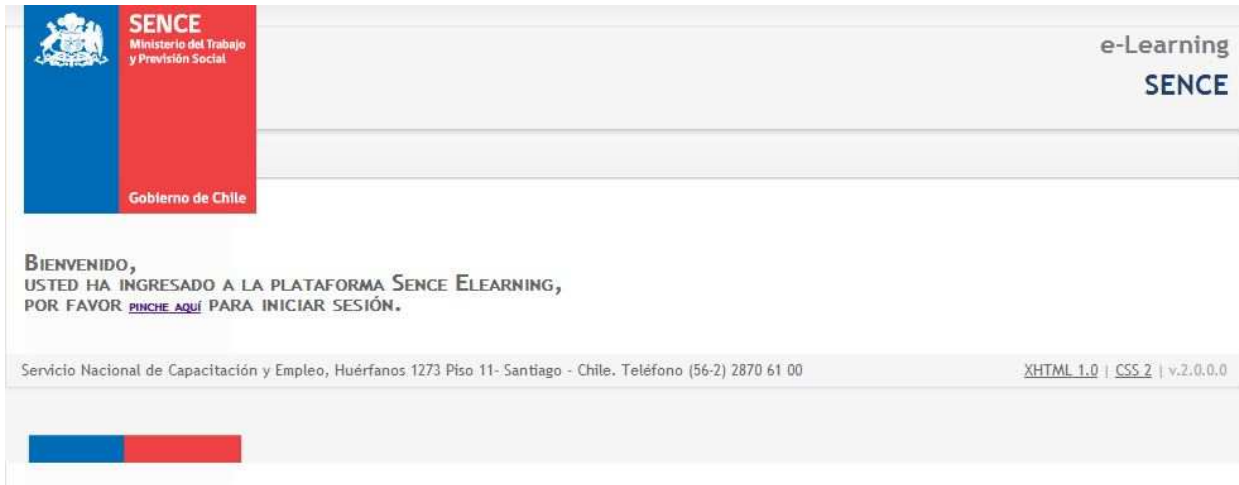 SENCE
Ministerio del Trabajo
y Previsión Social
Gobierno de Chile
e-Learning
SENCE
BIENVENIDO,
USTED HA INGRESADO A LA PLATAFORMA SENCE ELEARNING,
POR FAVOR PINCHE AQUÍ PARA INICIAR SESIÓN.
Servicio Nacional de Capacitación y Empleo, Huérfanos 1273 Piso 11- Santiago - Chile. Teléfono (56-2) 2870 61 00
XHTML 1.0 | CSS 2 | v.2.0.0.0